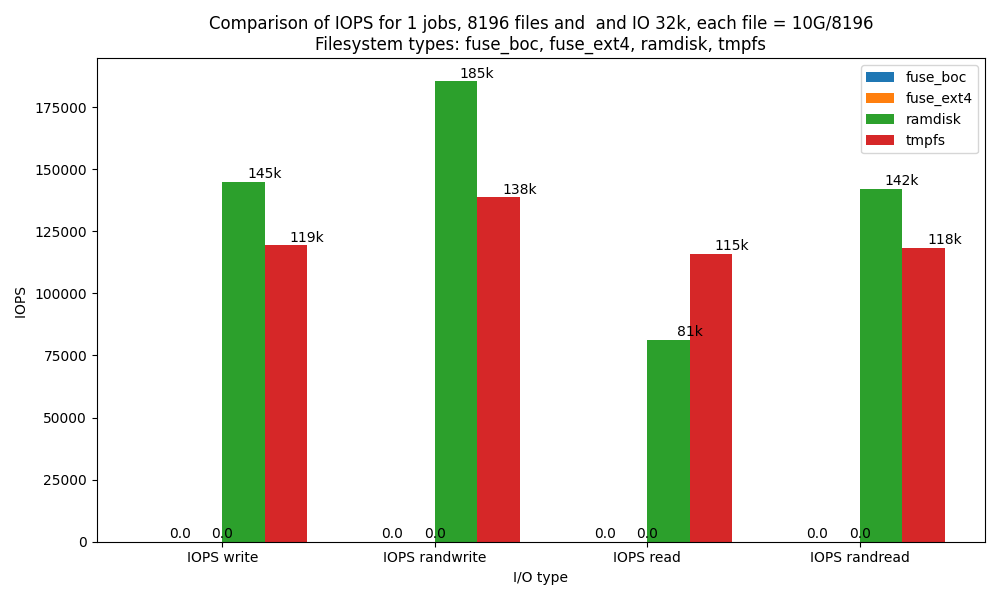 Comparison of IOPS for 1 jobs, 8196 files and  and IO 32k, each file = 10G/8196
Filesystem types: fuse_boc, fuse_ext4, ramdisk, tmpfs
fuse_boc
fuse_ext4
ramdisk
tmpfs
IOPS
175000
150000
125000
100000
75000
50000
25000
0
0.0
0.0
145k
119k
0.0
0.0
185k
138k
0.0
0.0
81k
115k
0.0
0.0
142k
118k
IOPS write
IOPS randwrite
IOPS read
IOPS randread
I/O type